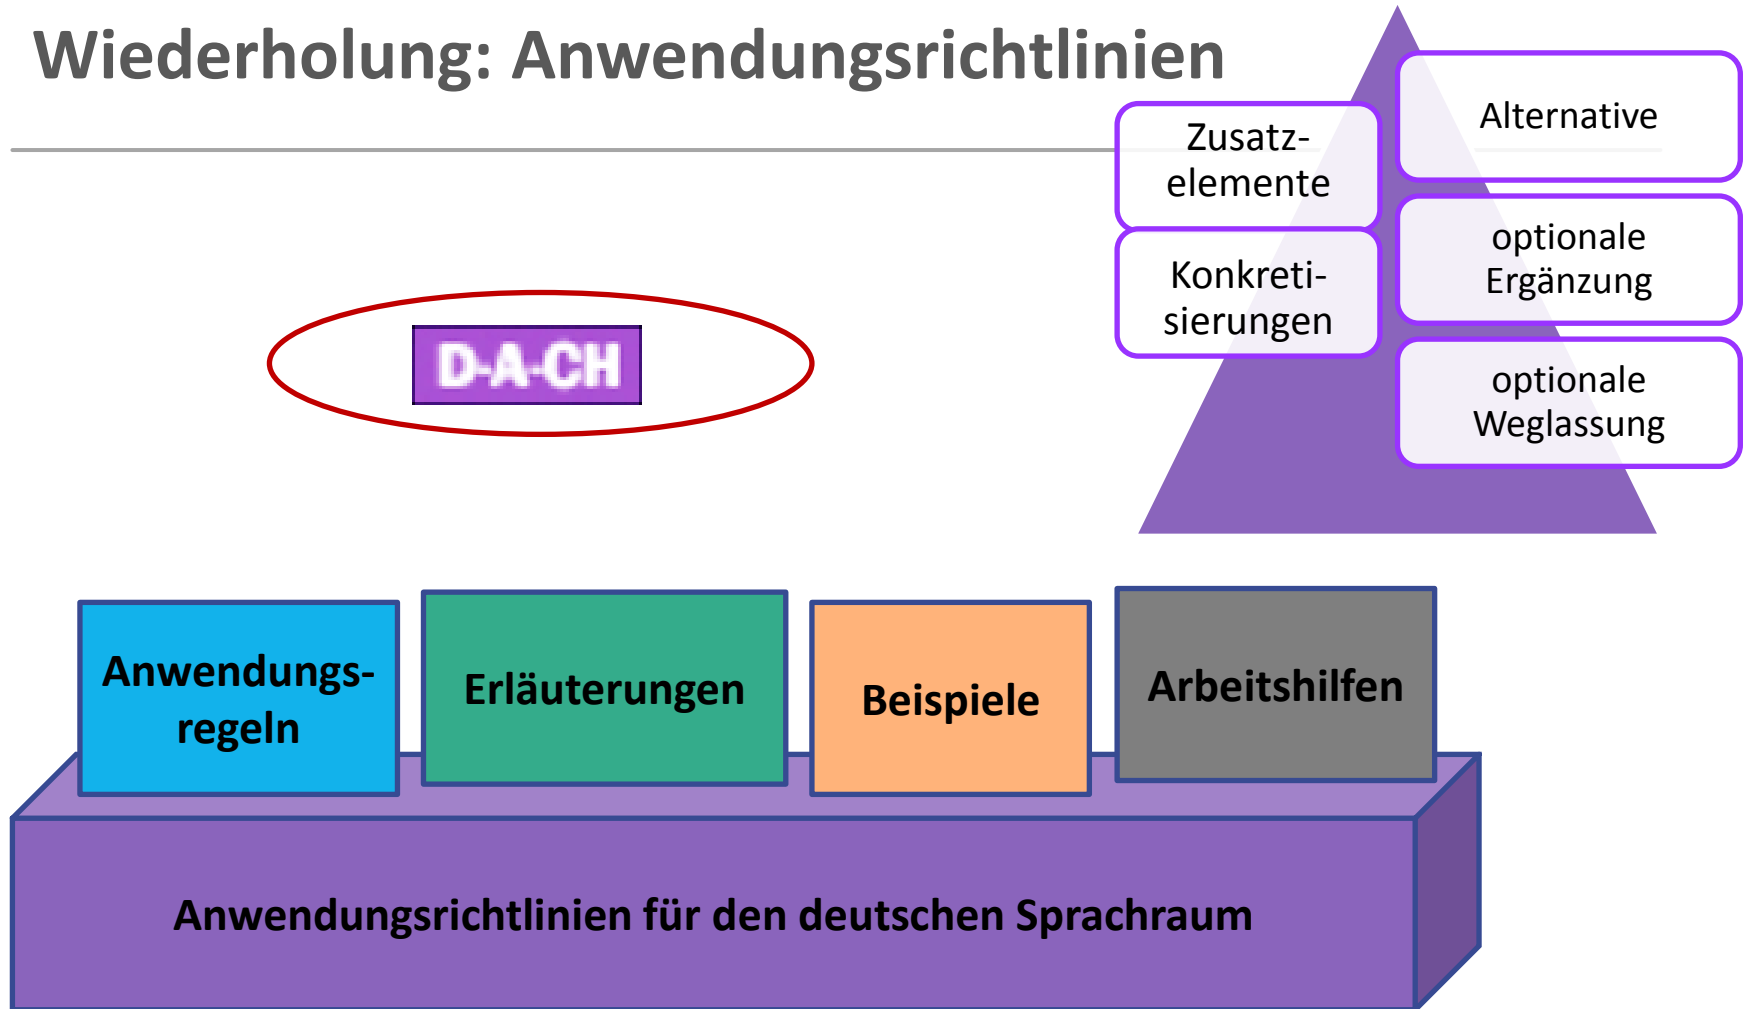 Wiederholung: Anwendungsrichtlinien
Zusatz-
elemente
Konkreti-
sierungen
Alternative
optionale
Ergänzung
optionale
Weglassung
D-A-CH
Anwendungs-
regeln
Erläuterungen
Beispiele
Arbeitshilfen
Anwendungsrichtlinien für den deutschen Sprachraum